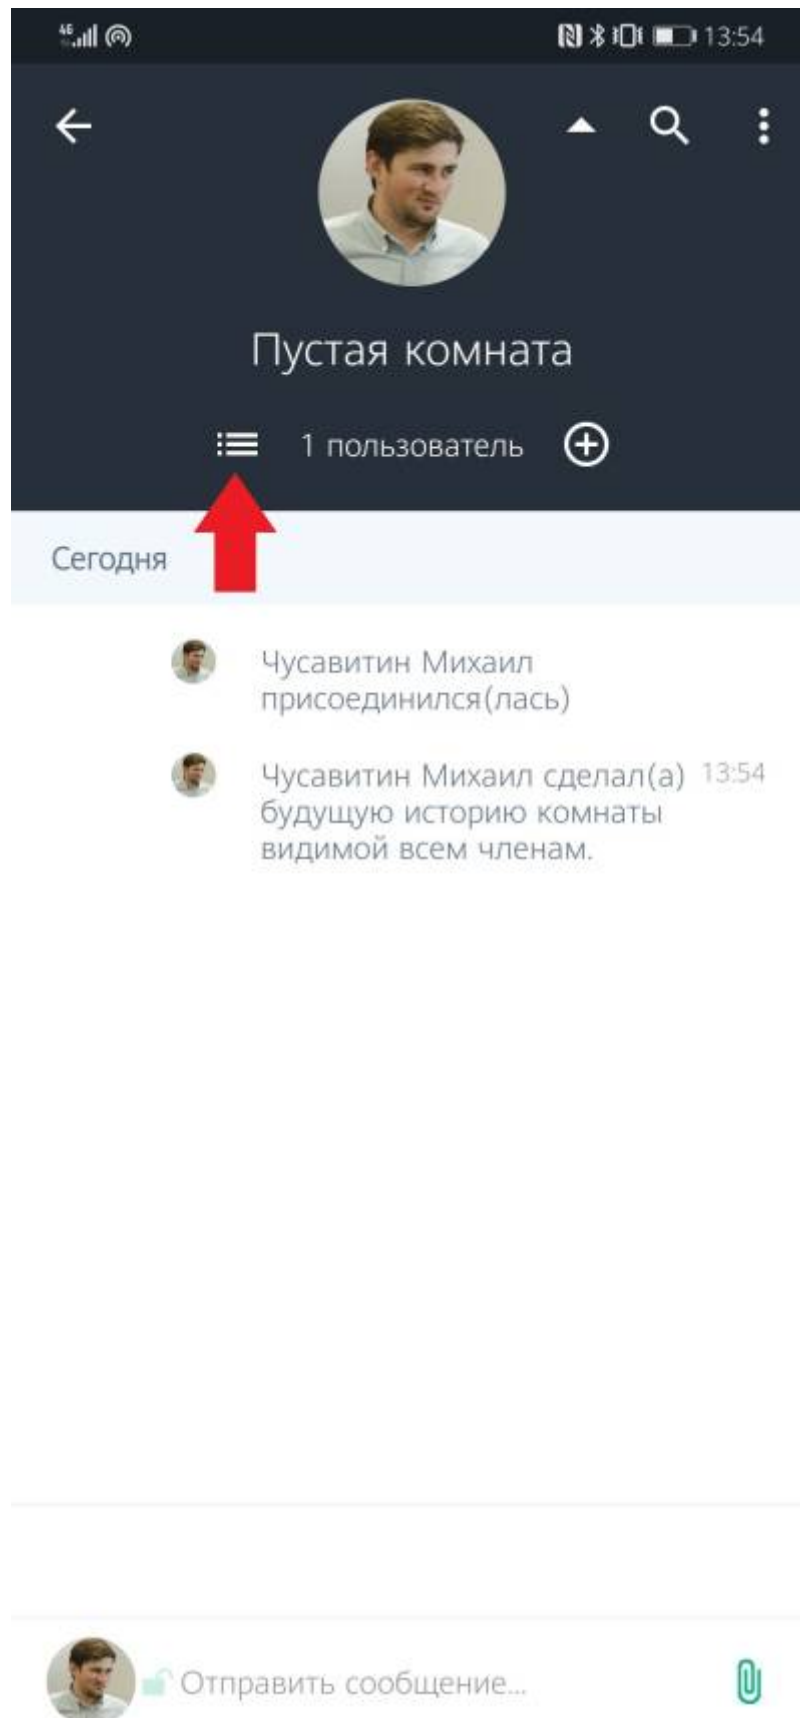 4G 13:54
Пустая комната
1 пользователь
Сегодня
Чусавитин Михаил
присоединился(лась)
Чусавитин Михаил сделал(а) 13:54
будущую историю комнаты
видимой всем членам.
Отправить сообщение...